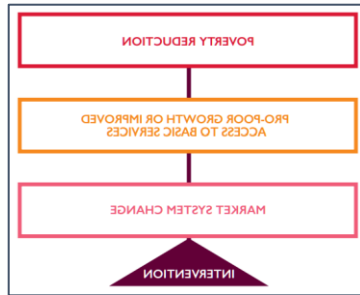 POVERTY REDUCTION
PRO-POOR GROWTH OR IMPROVED
ACCESS TO BASIC SERVICES
MARKET SYSTEM CHANGE
INTERVENTION